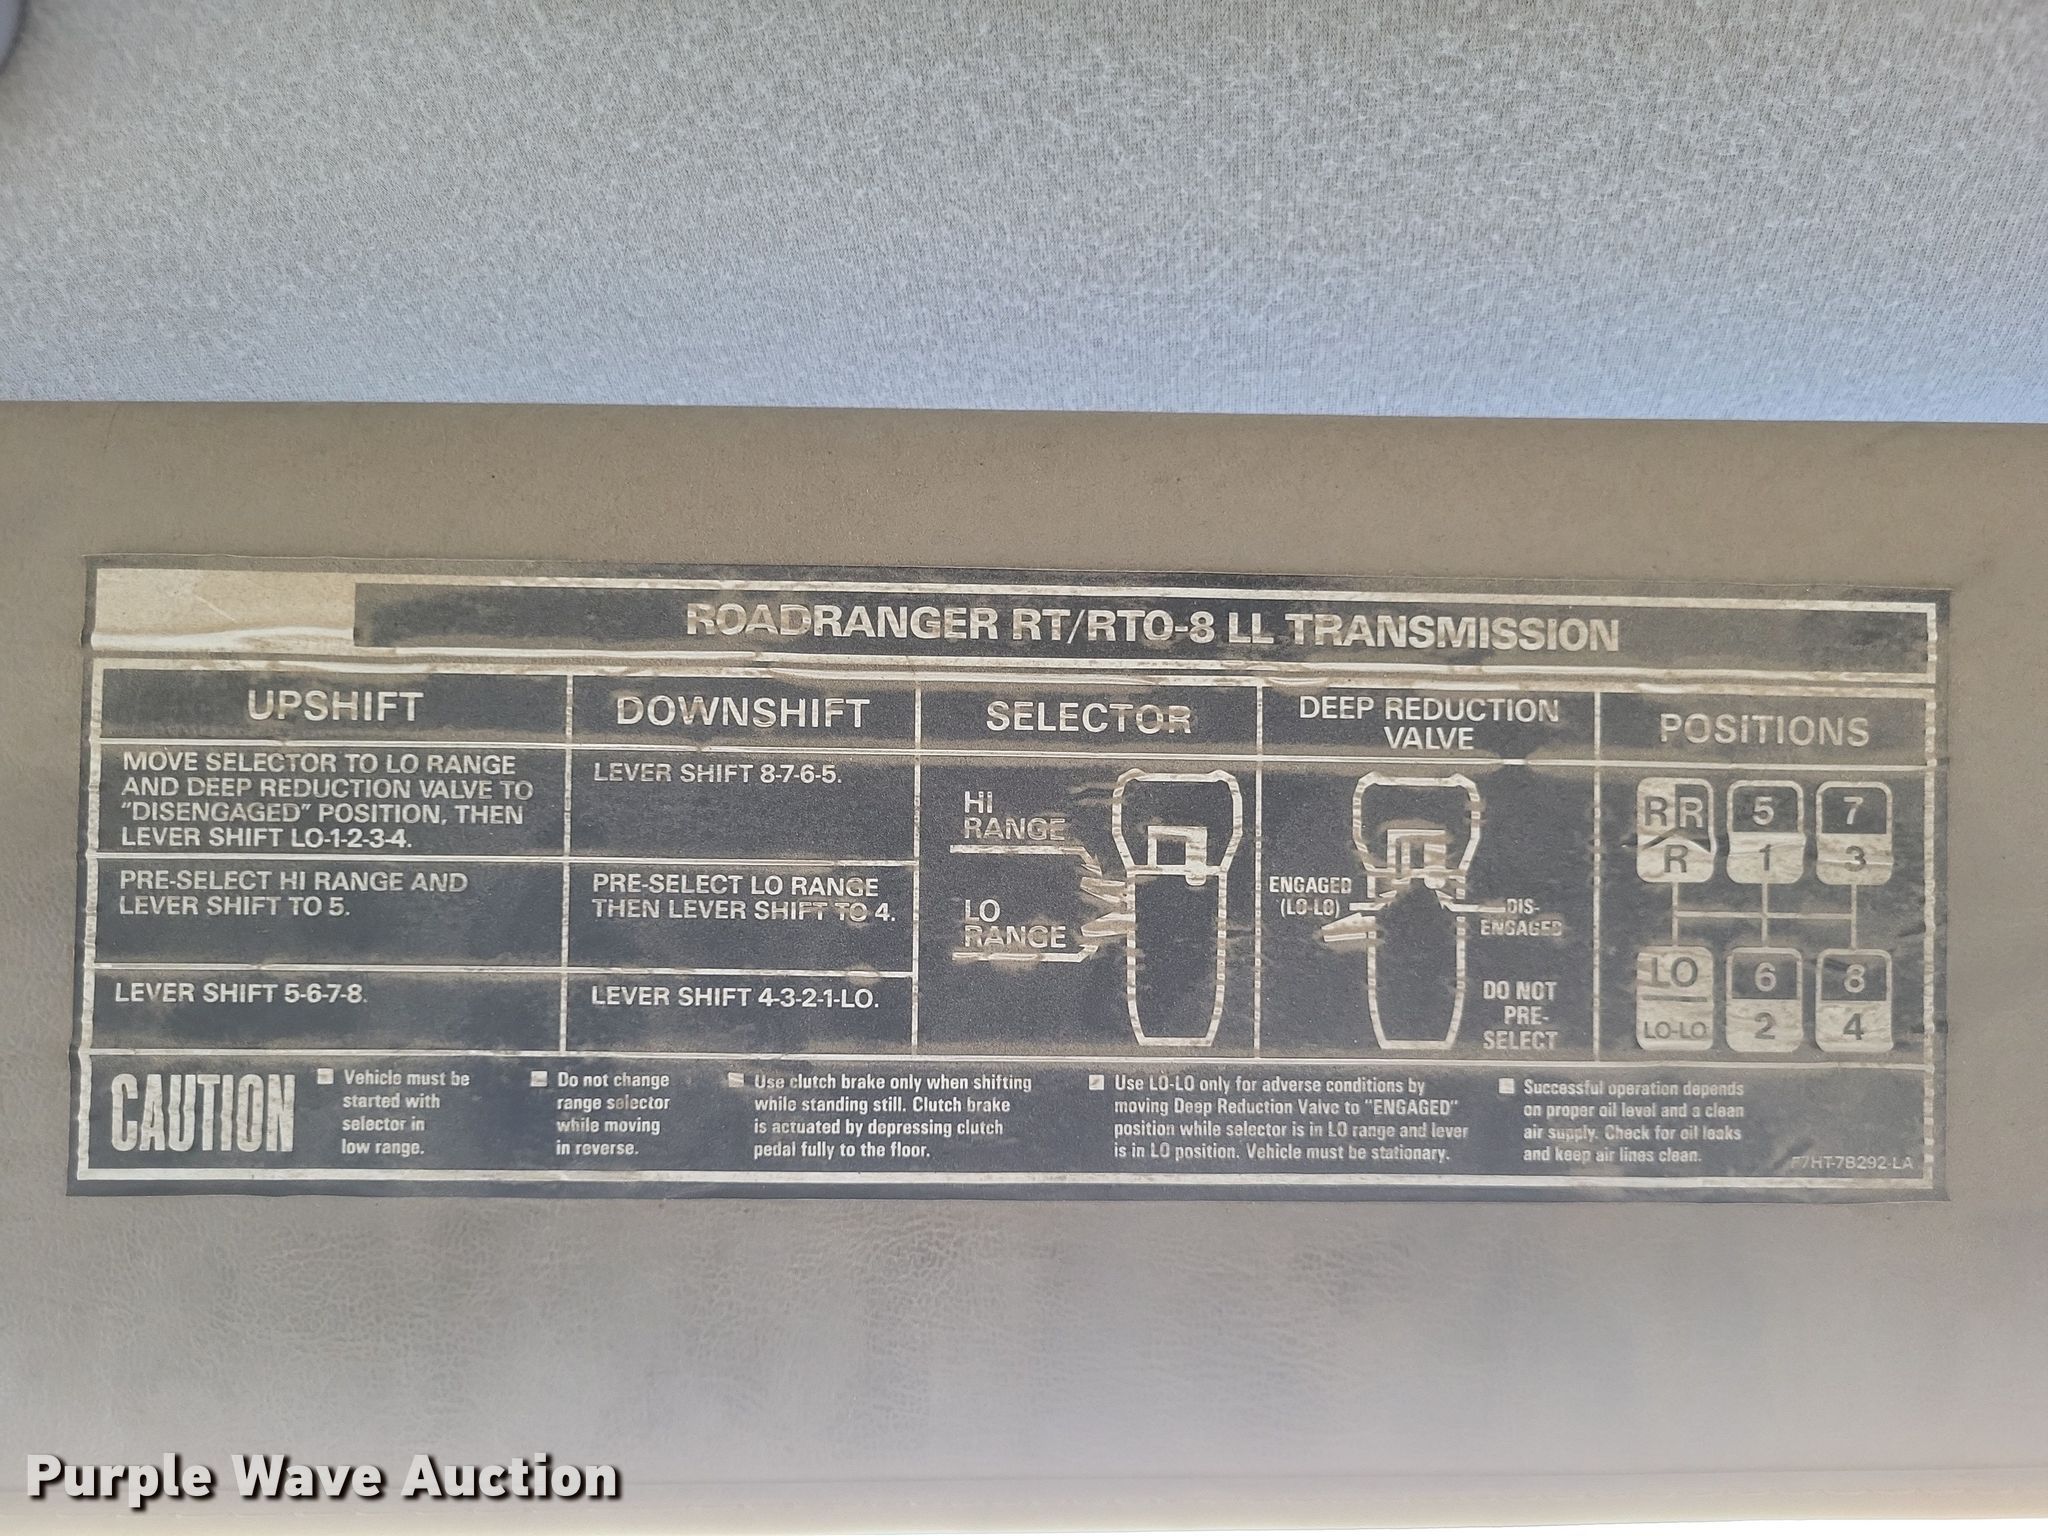 ROADRANGER RT/RTO-8 LL TRANSMISSION
UPSHIFT
MOVE SELECTOR TO LO RANGE
AND DEEP REDUCTION VALVE TO
"DISENGAGED" POSITION, THEN
LEVER SHIFT LO-1-2-3-4.
PRE-SELECT HI RANGE AND
LEVER SHIFT TO 5.
LEVER SHIFT 5-6-7-8.
DOWNSHIFT
LEVER SHIFT 8-7-6-5.
PRE-SELECT LO RANGE
THEN LEVER SHIFT TO 4.
LEVER SHIFT 4-3-2-1-LO.
SELECTOR
HI
RANGE
LO
RANGE
DEEP REDUCTION
VALVE
ENGAGED
(LO-LO)
DIS-
ENGAGED
DO NOT
PRE-
SELECT
POSITIONS
R R 5 7
R 1 3
LO 6 8
LO-LO 2 4
CAUTION
Vehicle must be
started with
selector in
low range.
Do not change
range selector
while moving
in reverse.
Use clutch brake only when shifting
while standing still. Clutch brake
is actuated by depressing clutch
pedal fully to the floor.
Use LO-LO only for adverse conditions by
moving Deep Reduction Valve to "ENGAGED"
position while selector is in LO range and lever
is in LO position. Vehicle must be stationary.
Successful operation depends
on proper oil level and a clean
air supply. Check for oil leaks
and keep air lines clean.
F7HT-7B292-LA
Purple Wave Auction